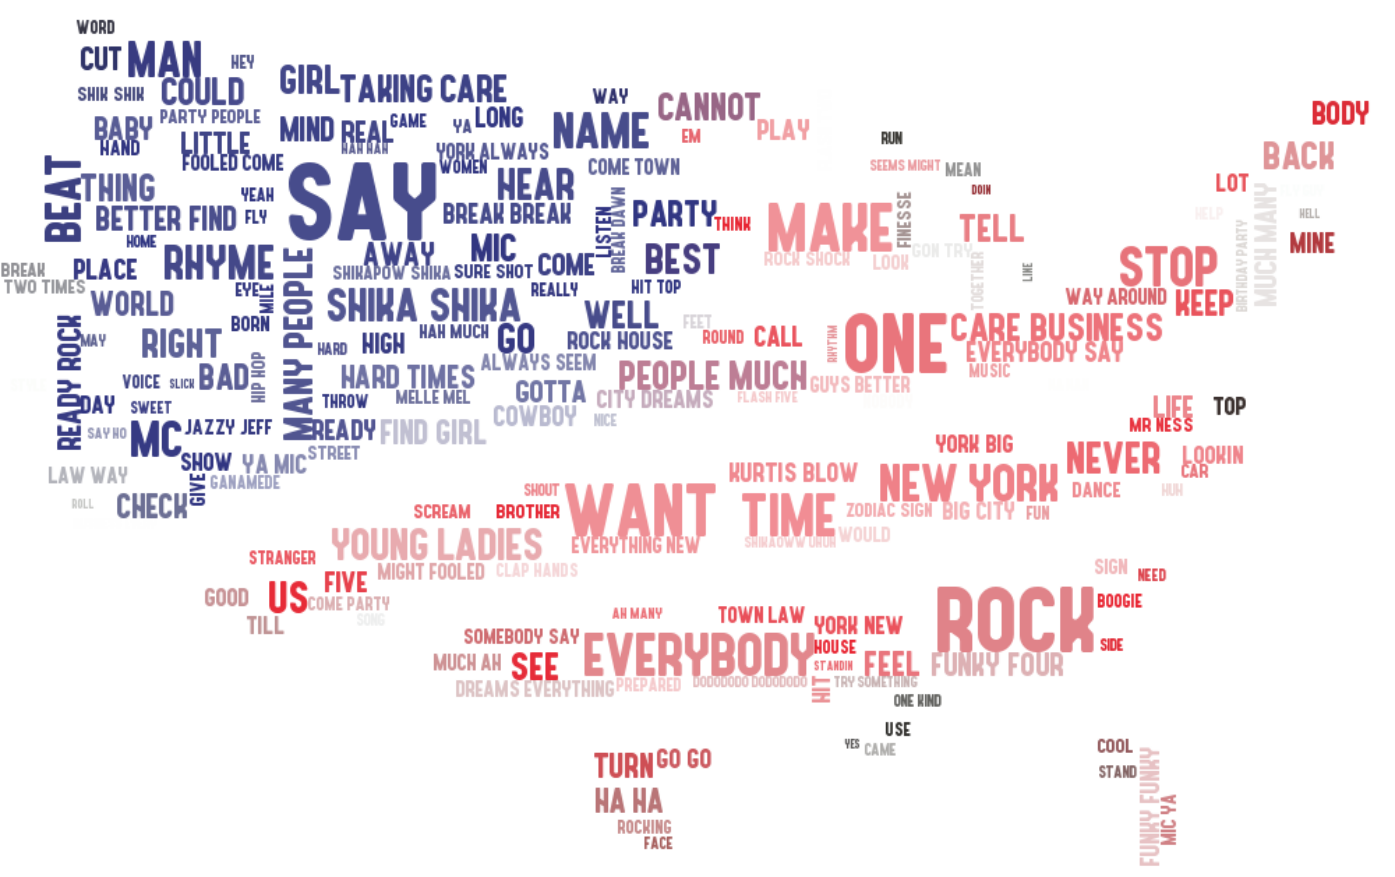 WORD
CUT MAN HEY
SHIK SHIK COULD
GIRL TAKING CARE
WAY CANNOT
BODY
PARTY PEOPLE
BABY LITTLE
HAND
FOOLED COME
MIND REAL GAME
HAH HAH
YA LONG
NAME
EM PLAY
RUN
BACK
YORK ALWAYS
WOMEN
COME TOWN
SEEMS MIGHT MEAN
BEAT
THING
YEAH
SAY
HEAR
DOIN
LOT
BETTER FIND FLY
BREAK BREAK
LISTEN
BREAK DAWN
PARTY THINK
MAKE
FINESSE
TELL
HELP
HELL
MUCH MANY
BIRTHDAY PARTY
MINE
HOME
AWAY MIC
BEST
ROCK SHOCK LOOK
GON TRY
TOGETHER
LINE
STOP
BREAK
TWO TIMES
PLACE RHYME
SHIKAPOW SHIKA SURE SHOT COME
REALLY
HIT TOP
WAY AROUND KEEP
EYE
MILE
MANY PEOPLE
WORLD
SHIKA SHIKA
WELL
FEET
BORN
READY ROCK
MAY
RIGHT
HARD HIGH
HAH MUCH GO
ROCK HOUSE
ROUND CALL
RHYTHM
ONE
CARE BUSINESS
EVERYBODY SAY
MUSIC
ALWAYS SEEM
VOICE SLICK BAD
HIP HOP
HARD TIMES
PEOPLE MUCH
GUYS BETTER
DAY SWEET
THROW MELLE MEL
GOTTA
CITY DREAMS
FLASH FIVE
LIFE TOP
COWBOY NICE
MR NESS
SAY HO MC JAZZY JEFF
READY FIND GIRL
YORK BIG
NEVER LOOKIN
CAR
SHOW YA MIC STREET
LAW WAY
GIVE
GANAMEDE
KURTIS BLOW
NEW YORK
DANCE HUH
ROLL CHECK
SHOUT
WANT TIME
ZODIAC SIGN BIG CITY FUN
SCREAM BROTHER
YOUNG LADIES
EVERYTHING NEW
SHIKAOWW UHUH WOULD
STRANGER
MIGHT FOOLED CLAP HANDS
SIGN NEED
FIVE
GOOD US COME PARTY
TILL SONG
AH MANY TOWN LAW
ROCK BOOGIE
YORK NEW
SOMEBODY SAY EVERYBODY HOUSE
SIDE
MUCH AH SEE
STANDIN FEEL FUNKY FOUR
DREAMS EVERYTHING PREPARED DODODODO DODODODO
HIT
TRY SOMETHING
ONE KIND
USE
YES CAME
TURN GO GO
COOL
STAND
FUNKY FUNKY
MIC YA
HA HA
ROCKING
FACE